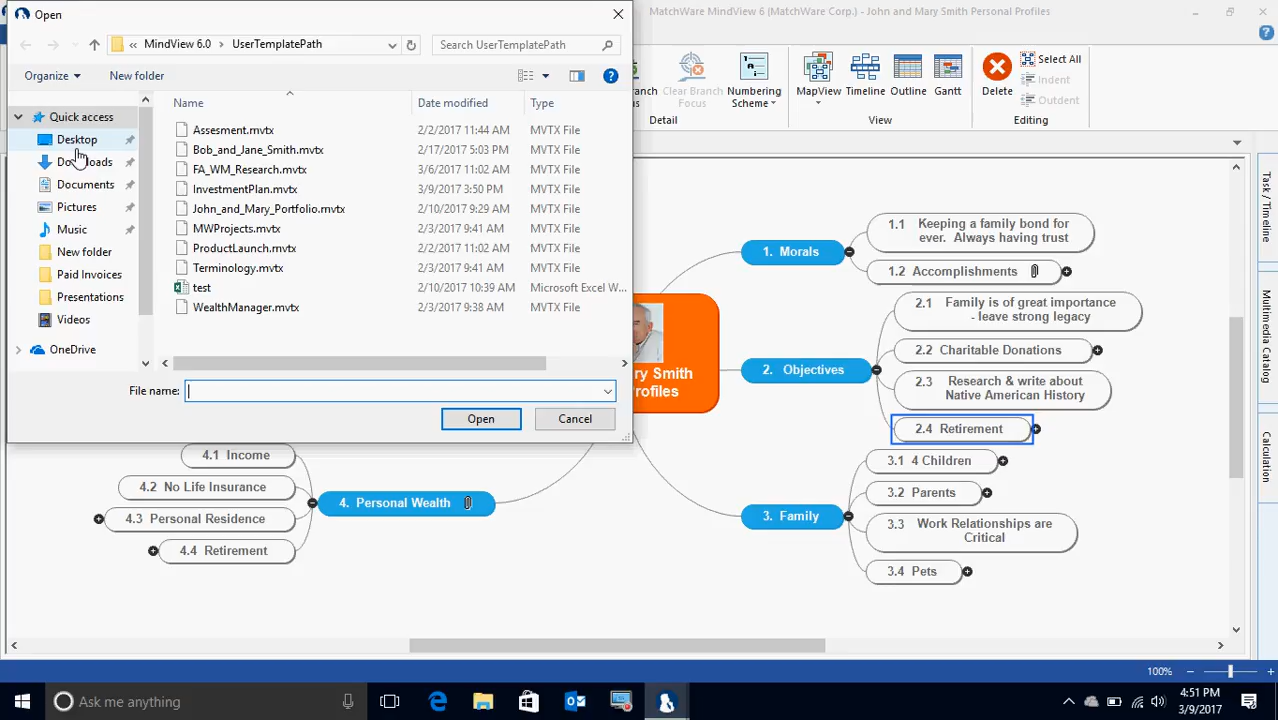 Open
MatchWare MindView 6 (MatchWare Corp.) - John and Mary Smith Personal Profiles
MindView 6.0
UserTemplatePath
Search UserTemplatePath
Organize
New folder
Clear Branch
Focus
Numbering
Scheme
MapView
Timeline
Outline
Gantt
Delete
Select All
Indent
Outdent
Detail
View
Editing
Quick access
Desktop
Downloads
Documents
Pictures
Music
New folder
Paid Invoices
Presentations
Videos
OneDrive
Name
Date modified
Type
Assesment.mvtx 2/2/2017 11:44 AM MVTX File
Bob_and_Jane_Smith.mvtx 2/17/2017 5:03 PM MVTX File
FA_WM_Research.mvtx 3/6/2017 11:02 AM MVTX File
InvestmentPlan.mvtx 3/9/2017 3:50 PM MVTX File
John_and_Mary_Portfolio.mvtx 2/10/2017 9:29 AM MVTX File
MWProjects.mvtx 2/3/2017 9:41 AM MVTX File
ProductLaunch.mvtx 2/2/2017 11:02 AM MVTX File
Terminology.mvtx 2/3/2017 9:41 AM MVTX File
test 2/10/2017 10:39 AM Microsoft Excel W...
WealthManager.mvtx 2/3/2017 9:38 AM MVTX File
File name:
Open
Cancel
1. Morals
1.1 Keeping a family bond for
ever. Always having trust
1.2 Accomplishments
2. Objectives
2.1 Family is of great importance
- leave strong legacy
2.2 Charitable Donations
2.3 Research & write about
Native American History
2.4 Retirement
3. Family
3.1 4 Children
3.2 Parents
3.3 Work Relationships are
Critical
3.4 Pets
4. Personal Wealth
4.1 Income
4.2 No Life Insurance
4.3 Personal Residence
4.4 Retirement
Smith
Task / Timeline
Multimedia Catalog
Calculation
100%
Ask me anything
4:51 PM
3/9/2017